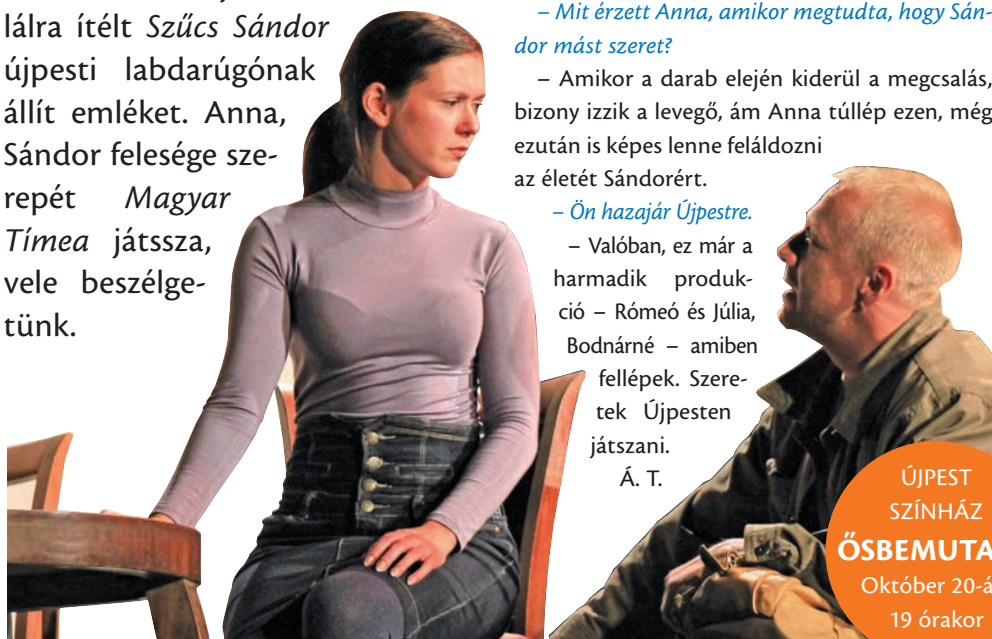 lálra ítélt Szűcs Sándor
újpesti labdarúgónak
állít emléket. Anna,
Sándor felesége sze-
repét Magyar
Tímea játssza,
vele beszélge-
tünk.
– Mit érzett Anna, amikor megtudta, hogy Sán-
dor mást szeret?
– Amikor a darab elején kiderül a megcsalás,
bizony izzik a levegő, ám Anna túllép ezen, még
ezután is képes lenne feláldozni
az életét Sándorért.
– Ön hazajár Újpestre.
– Valóban, ez már a
harmadik produk-
ció – Rómeó és Júlia,
Bodnárné – amiben
fellépek. Szere-
tek Újpesten
játszani.
Á. T.
ÚJPEST
SZÍNHÁZ
ŐSBEMUTA
Október 20-á
19 órakor